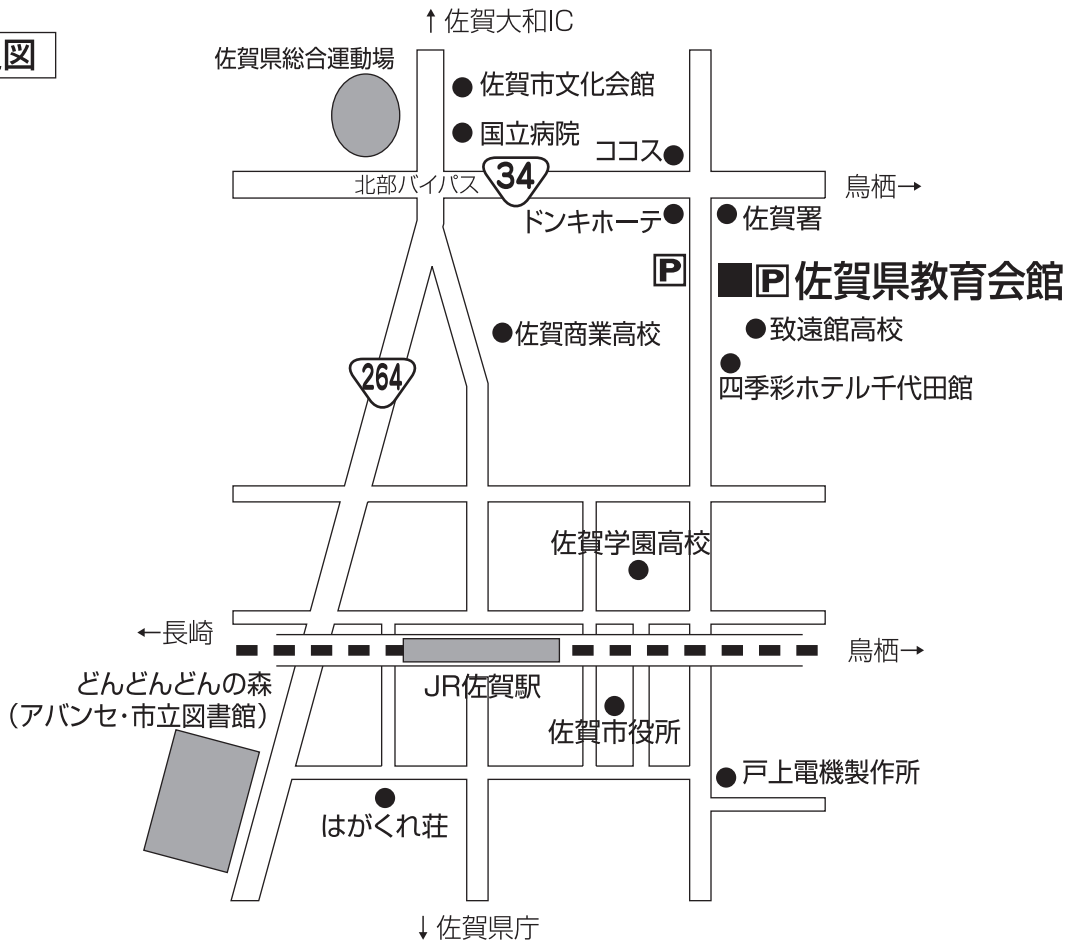 ↑ 佐賀大和IC
図
佐賀県総合運動場
佐賀市文化会館
国立病院
ココス
北部バイパス
34
鳥栖→
ドンキホーテ
佐賀署
P
P 佐賀県教育会館
致遠館高校
佐賀商業高校
264
四季彩ホテル千代田館
佐賀学園高校
←長崎
鳥栖→
JR佐賀駅
どんどんどんの森
（アバンセ・市立図書館）
佐賀市役所
戸上電機製作所
はがくれ荘
↓ 佐賀県庁